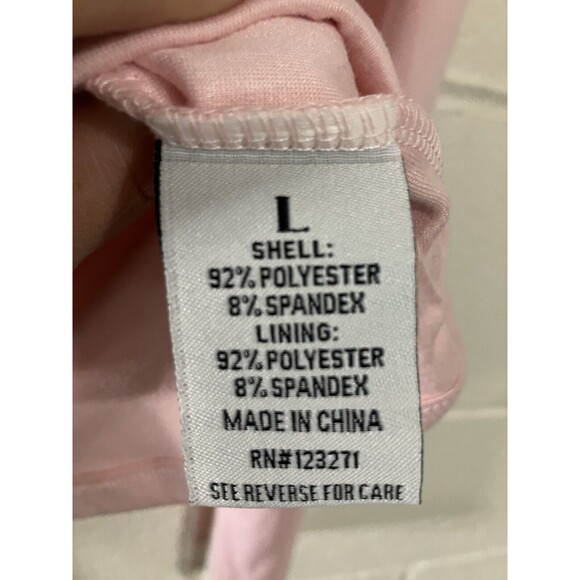 L
SHELL:
92% POLYESTER
8% SPANDEX
LINING:
92% POLYESTER
8% SPANDEX
MADE IN CHINA
RN#123271
SEE REVERSE FOR CARE